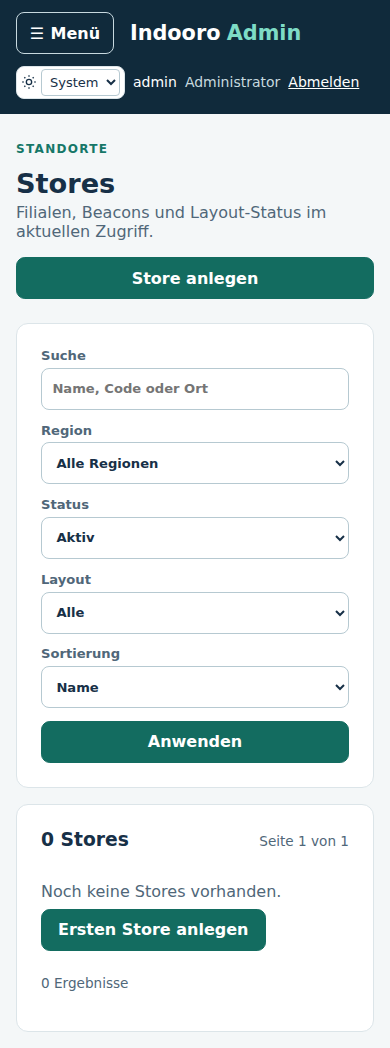 ☰ Menü
Indooro Admin
System
admin Administrator Abmelden
STANDORTE
Stores
Filialen, Beacons und Layout-Status im
aktuellen Zugriff.
Store anlegen
Suche
Name, Code oder Ort
Region
Alle Regionen
Status
Aktiv
Layout
Alle
Sortierung
Name
Anwenden
0 Stores
Seite 1 von 1
Noch keine Stores vorhanden.
Ersten Store anlegen
0 Ergebnisse